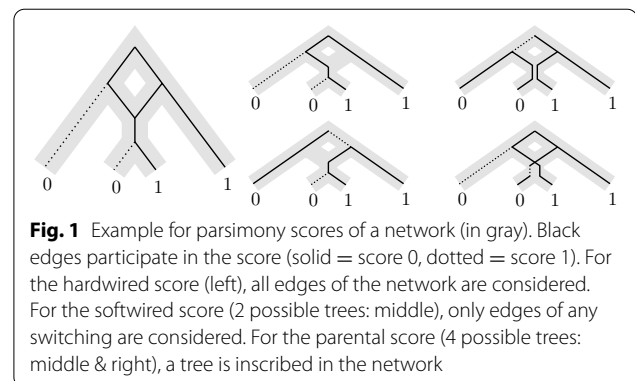 0 0 1 1 0 0 1 1
0 0 1 1
0 0 1 1 0 0 1 1
Fig. 1 Example for parsimony scores of a network (in gray). Black
edges participate in the score (solid = score 0, dotted = score 1). For
the hardwired score (left), all edges of the network are considered.
For the softwired score (2 possible trees: middle), only edges of any
switching are considered. For the parental score (4 possible trees:
middle & right), a tree is inscribed in the network